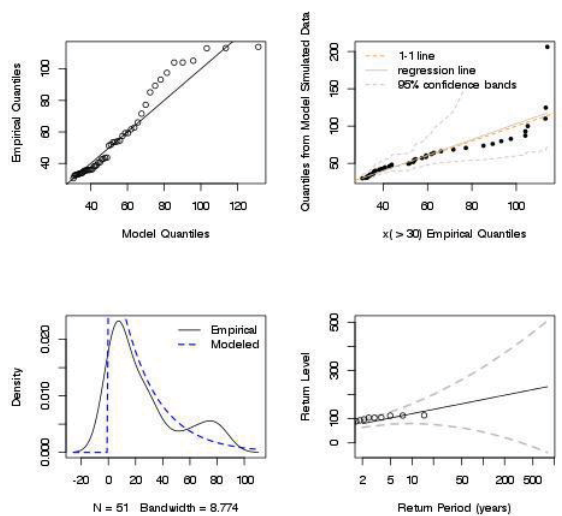 Empirical Quantiles
100
80
60
40
40 60 80 100 120
Model Quantiles
Quantiles from Model Simulated Data
200
150
100
50
1-1 line
regression line
95% confidence bands
40 60 80 100
x( > 30) Empirical Quantiles
Density
0.020
0.010
0.000
Empirical
Modeled
-20 0 20 40 60 80 100
N = 51 Bandwidth = 8.774
Return Level
500
300
100
0
2 5 10 50 200 500
Return Period (years)